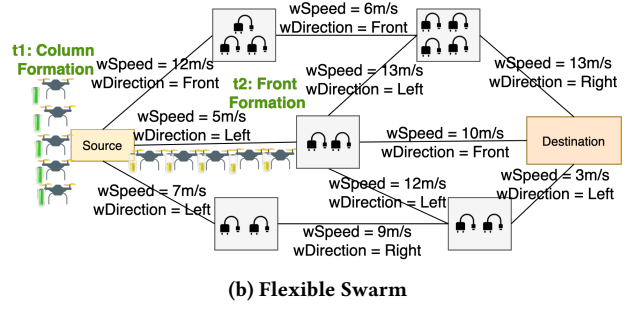 wSpeed = 6m/s
wDirection = Front
t1: Column
Formation
wSpeed = 12m/s
wDirection = Front
t2: Front
Formation
wSpeed = 13m/s
wDirection = Left
wSpeed = 13m/s
wDirection = Right
Source
wSpeed = 5m/s
wDirection = Left
wSpeed = 10m/s
wDirection = Front
Destination
wSpeed = 7m/s
wDirection = Left
wSpeed = 12m/s
wDirection = Left
wSpeed = 3m/s
wDirection = Left
wSpeed = 9m/s
wDirection = Right
(b) Flexible Swarm